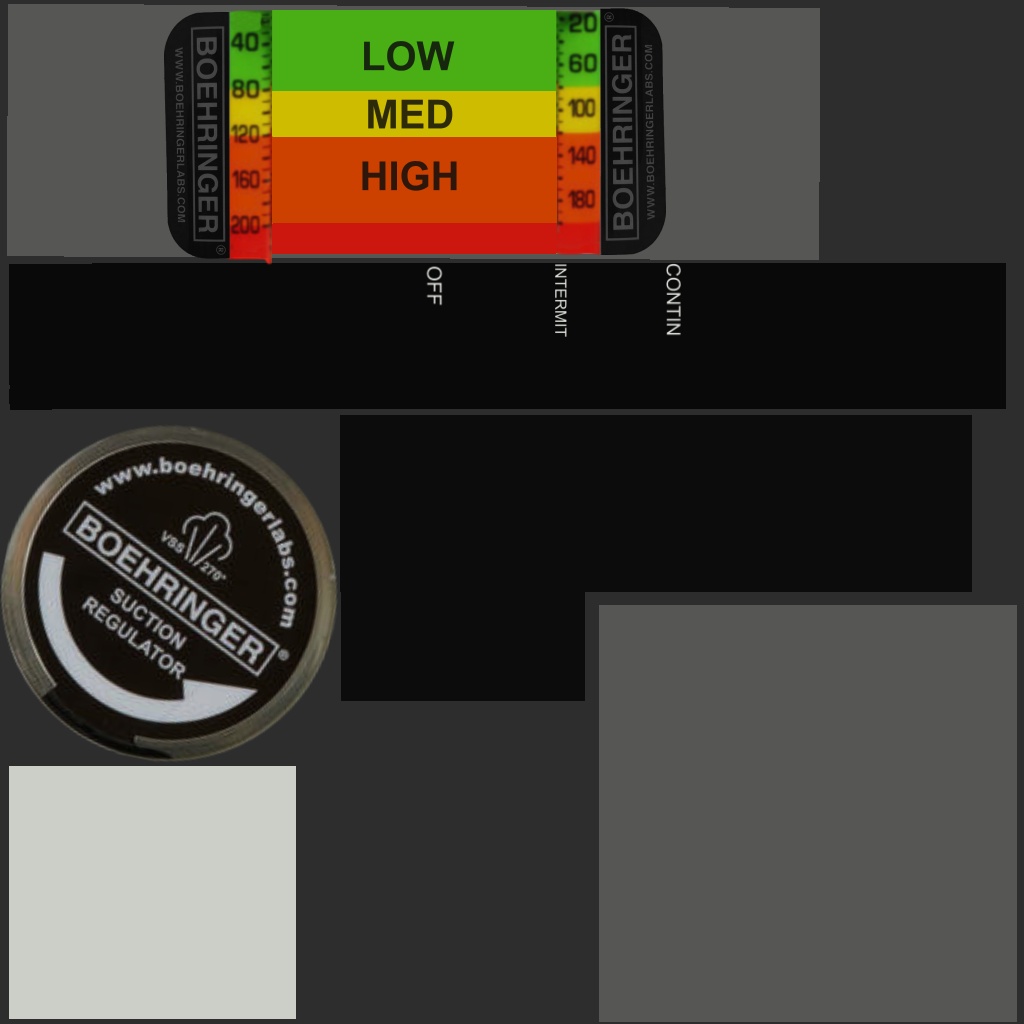 WWW.BOEHRINGERLABS.COM
BOEHRINGER®
40
80
120
160
200
LOW
MED
HIGH
20
60
100
140
180
BOEHRINGER®
WWW.BOEHRINGERLABS.COM
OFF
INTERMIT
CONTIN
www.boehringerlabs.com
VSS 270°
BOEHRINGER®
SUCTION
REGULATOR